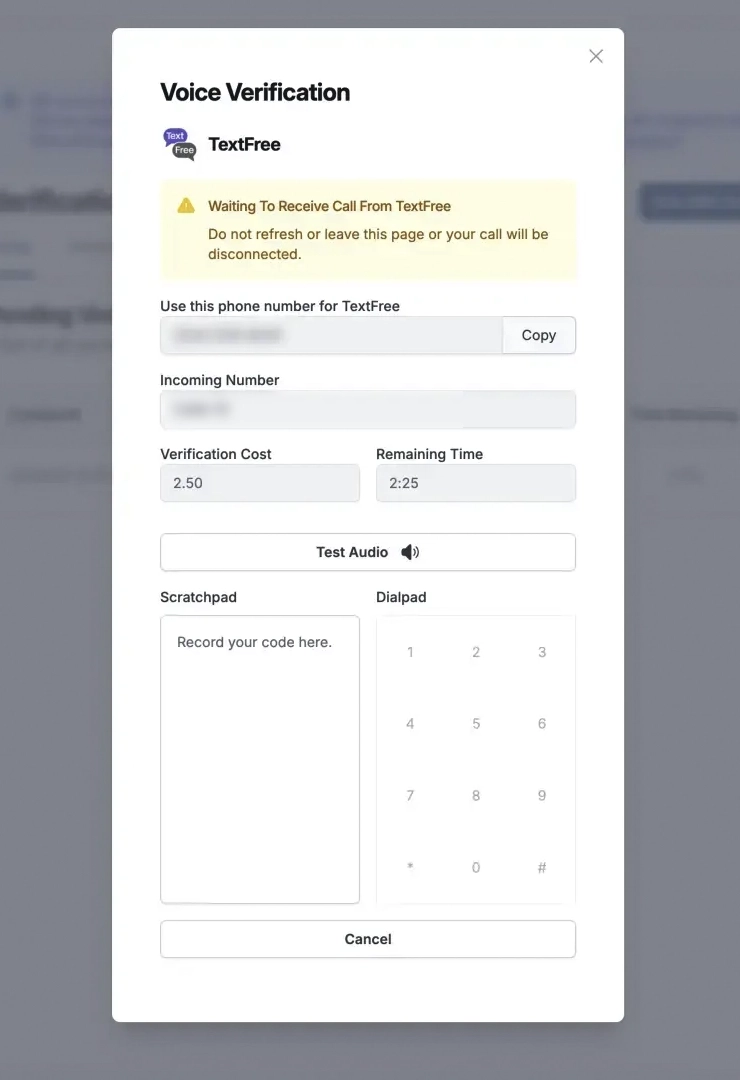 Voice Verification
Text
Free
TextFree
Waiting To Receive Call From TextFree
Do not refresh or leave this page or your call will be
disconnected.
Use this phone number for TextFree
Copy
Incoming Number
Verification Cost Remaining Time
2.50 2:25
Test Audio
Scratchpad Dialpad
Record your code here.
1 2 3
4 5 6
7 8 9
* 0 #
Cancel